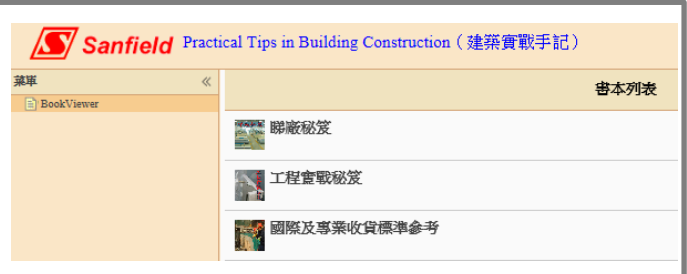 Sanfield Practical Tips in Building Construction(建築實戰手記)
菜單 «
BookViewer
書本列表
睇廠秘笈
工程實戰秘笈
國際及專業收貨標準參考